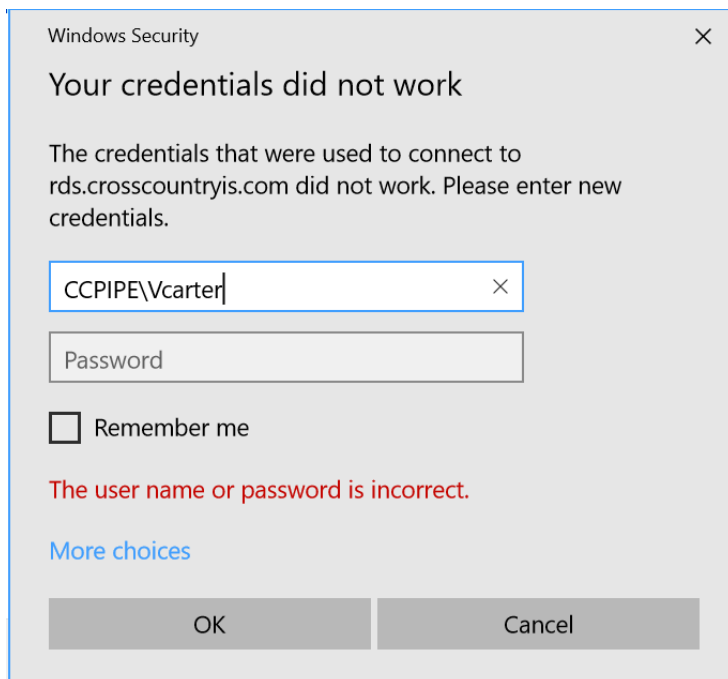 Windows Security
Your credentials did not work
The credentials that were used to connect to
rds.crosscountryis.com did not work. Please enter new
credentials.
CCPIPE\Vcarter
Password
Remember me
The user name or password is incorrect.
More choices
OK
Cancel